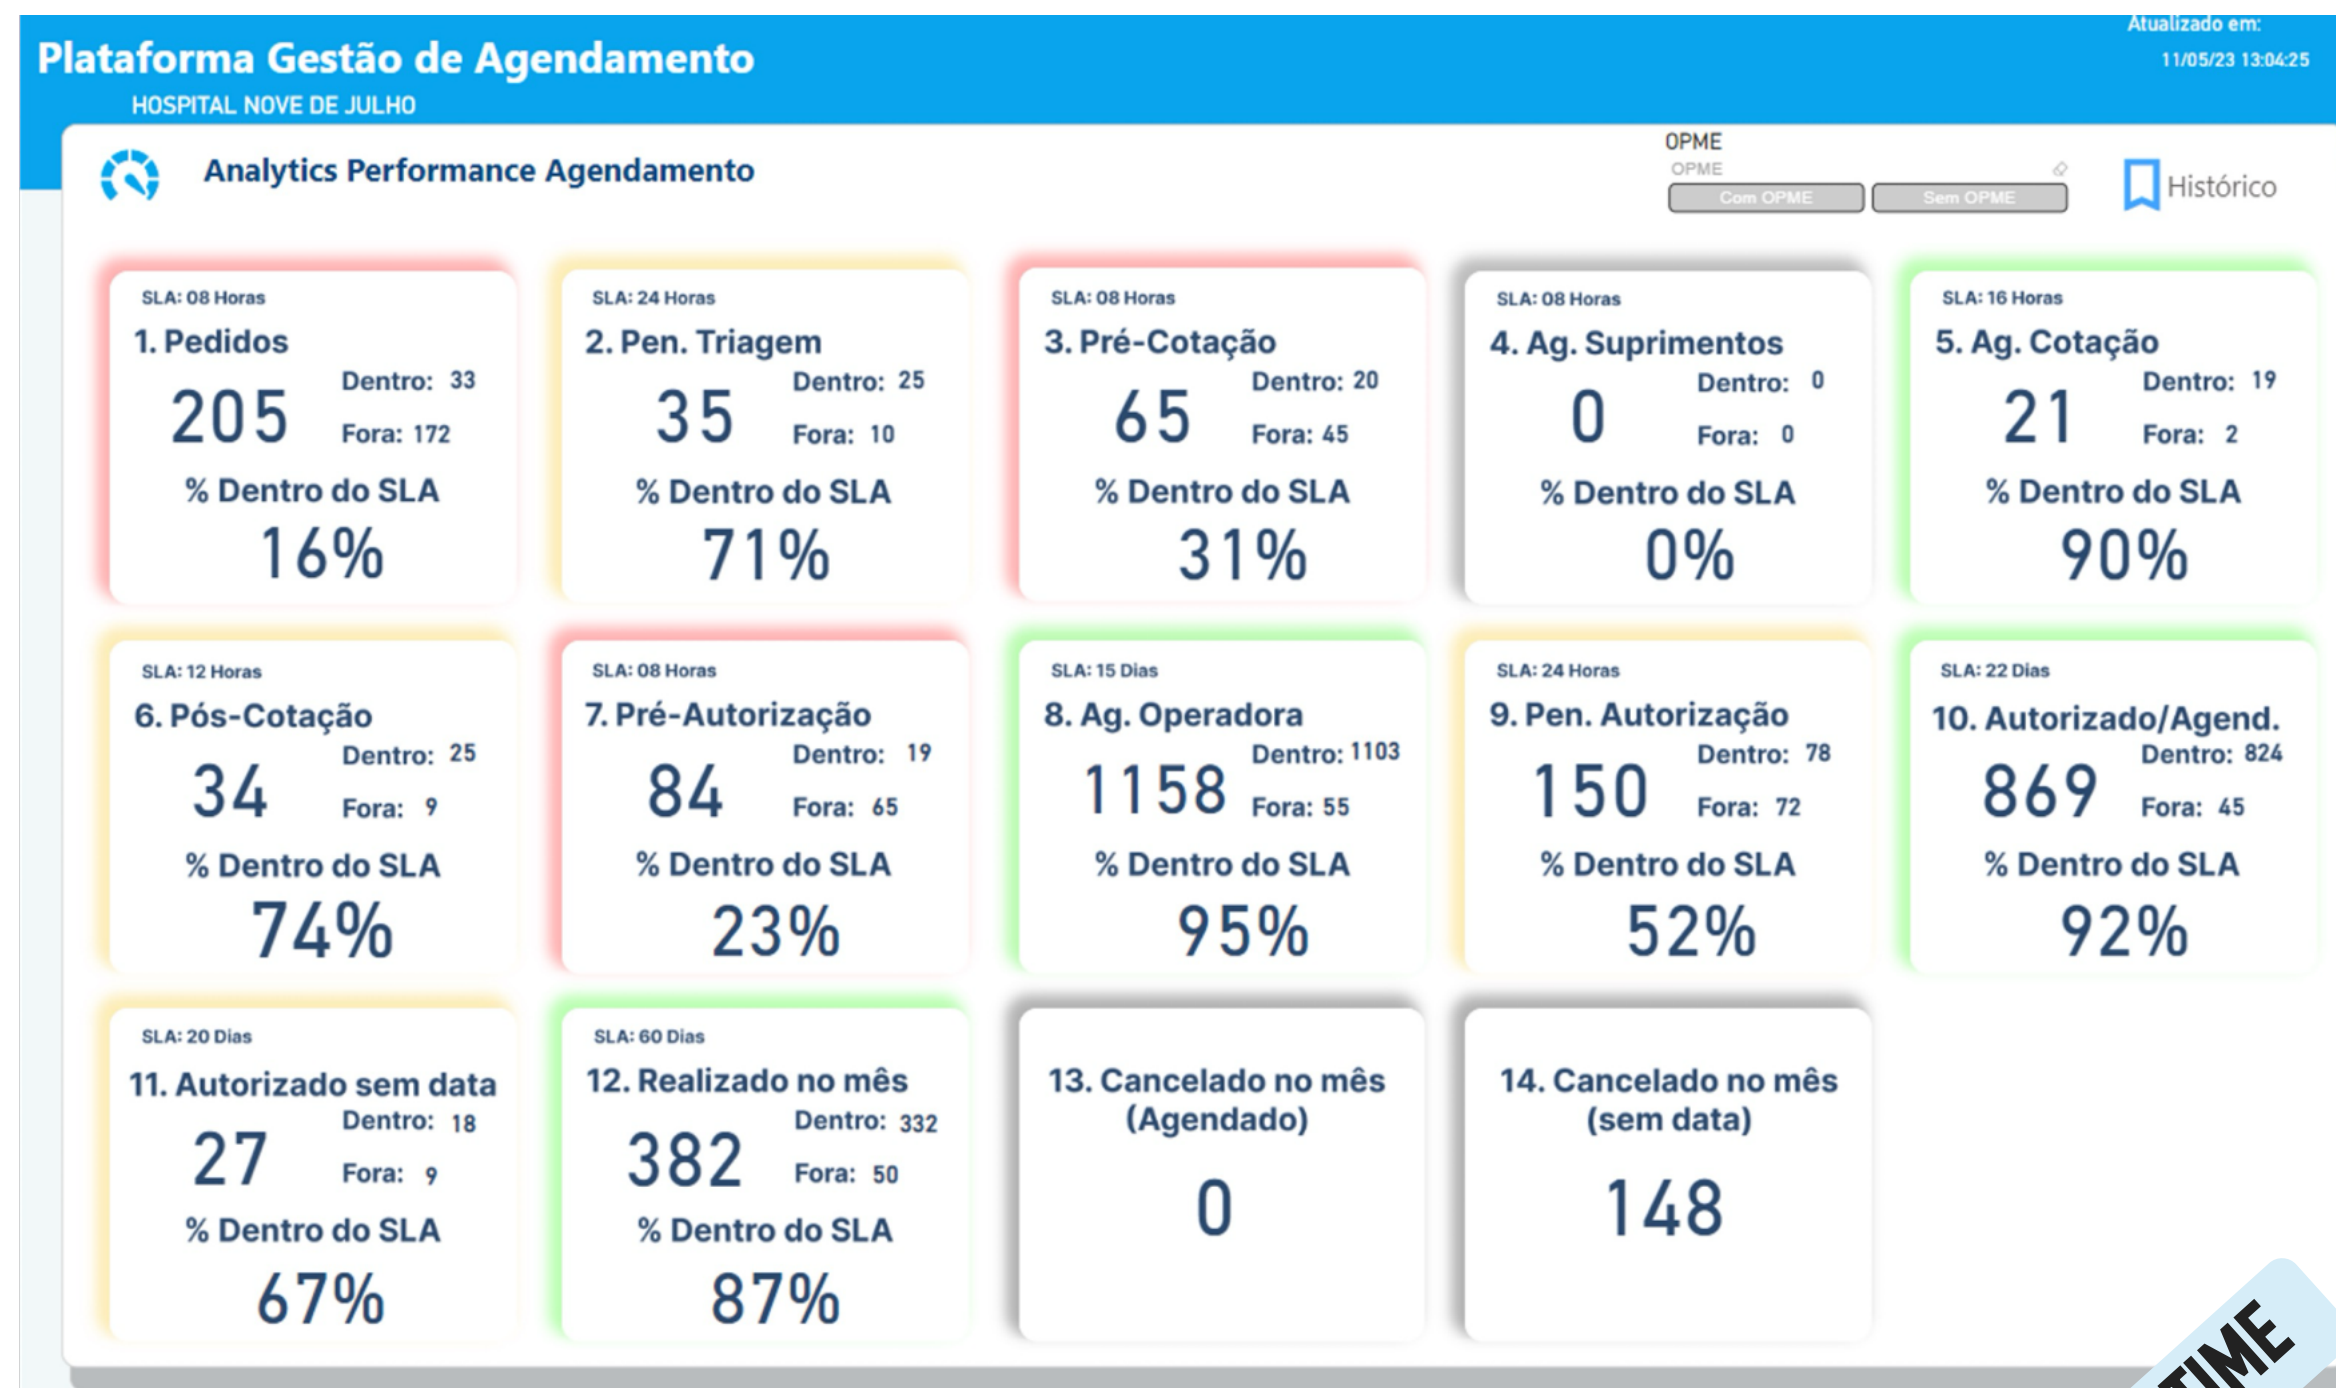 Plataforma Gestão de Agendamento
Atualizado em:
11/05/23 13:04:25
HOSPITAL NOVE DE JULHO
Analytics Performance Agendamento
OPME
OPME
Com OPME
Sem OPME
Histórico
SLA: 08 Horas
1. Pedidos
205
Dentro: 33
Fora: 172
% Dentro do SLA
16%
SLA: 24 Horas
2. Pen. Triagem
35
Dentro: 25
Fora: 10
% Dentro do SLA
71%
SLA: 08 Horas
3. Pré-Cotação
65
Dentro: 20
Fora: 45
% Dentro do SLA
31%
SLA: 08 Horas
4. Ag. Suprimentos
0
Dentro: 0
Fora: 0
% Dentro do SLA
0%
SLA: 16 Horas
5. Ag. Cotação
21
Dentro: 19
Fora: 2
% Dentro do SLA
90%
SLA: 12 Horas
6. Pós-Cotação
34
Dentro: 25
Fora: 9
% Dentro do SLA
74%
SLA: 08 Horas
7. Pré-Autorização
84
Dentro: 19
Fora: 65
% Dentro do SLA
23%
SLA: 15 Dias
8. Ag. Operadora
1158
Dentro: 1103
Fora: 55
% Dentro do SLA
95%
SLA: 24 Horas
9. Pen. Autorização
150
Dentro: 78
Fora: 72
% Dentro do SLA
52%
SLA: 22 Dias
10. Autorizado/Agend.
869
Dentro: 824
Fora: 45
% Dentro do SLA
92%
SLA: 20 Dias
11. Autorizado sem data
27
Dentro: 18
Fora: 9
% Dentro do SLA
67%
SLA: 60 Dias
12. Realizado no mês
382
Dentro: 332
Fora: 50
% Dentro do SLA
87%
13. Cancelado no mês
(Agendado)
0
14. Cancelado no mês
(sem data)
148
TIME